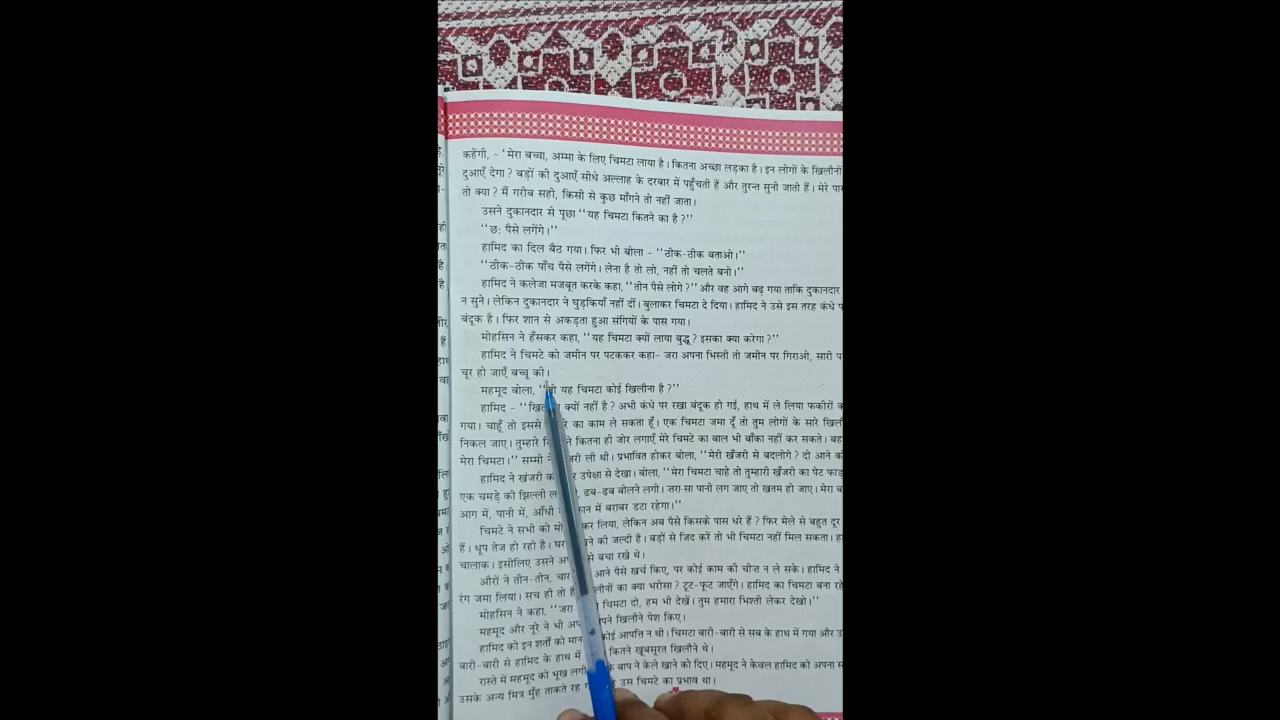 कहेंगी, - 'मेरा बच्चा, अम्मा के लिए चिमटा लाया है। कितना अच्छा लड़का है। इन लोगों के खिलौनों
दुआएँ देगा? बड़ों की दुआएँ सीधे अल्लाह के दरबार में पहुँचती हैं और तुरन्त सुनी जाती हैं। मेरे पास
तो क्या? मैं गरीब सही, किसी से कुछ माँगने तो नहीं जाता।
उसने दुकानदार से पूछा ''यह चिमटा कितने का है?''
''छः पैसे लगेंगे।''
हामिद का दिल बैठ गया। फिर भी बोला - ''ठीक-ठीक बताओ।''
''ठीक-ठीक पाँच पैसे लगेंगे। लेना है तो लो, नहीं तो चलते बनो।''
हामिद ने कलेजा मजबूत करके कहा, ''तीन पैसे लोगे?'' और वह आगे बढ़ गया ताकि दुकानदार
न सुने। लेकिन दुकानदार ने घुड़कियाँ नहीं दीं। बुलाकर चिमटा दे दिया। हामिद ने उसे इस तरह कंधे
बंदूक है। फिर शान से अकड़ता हुआ संगियों के पास गया।
मोहसिन ने हँसकर कहा, ''यह चिमटा क्यों लाया बुद्धू? इसका क्या करेगा?''
हामिद ने चिमटे को जमीन पर पटककर कहा- जरा अपना भिस्ती तो जमीन पर गिराओ, सारी
चूर हो जाएँ बच्चू की।
महमूद बोला, ''तो यह चिमटा कोई खिलौना है?''
हामिद - '' क्यों नहीं है? अभी कंधे पर रखा बंदूक हो गई, हाथ में ले लिया फकीरों
गया। चाहूँ तो इससे का काम ले सकता हूँ। एक चिमटा जमा दूँ तो तुम लोगों के सारे
निकल जाए। तुम्हारे कितना ही जोर लगाएँ मेरे चिमटे का बाल भी बाँका नहीं कर सकते।
मेरा चिमटा।'' सम्मी ली थी। प्रभावित होकर बोला, ''मेरी खँजरी से बदलोगे? दो आने
हामिद ने खंजरी उपेक्षा से देखा। बोला, ''मेरा चिमटा चाहे तो तुम्हारी खँजरी का पेट
एक चमड़े की झिल्ली ढब-ढब बोलने लगी। जरा सा पानी लग जाए तो खतम हो जाए। मेरा
आग में, पानी में, आँधी में बराबर डटा रहेगा।''
चिमटे ने सभी को कर लिया, लेकिन अब पैसे किसके पास धरे हैं? फिर मेले से बहुत दूर
हैं। धूप तेज हो रही है। घर की जल्दी है। बड़ों से जिद करें तो भी चिमटा नहीं मिल सकता।
चालाक। इसीलिए उसने से बचा रखे थे।
औरों ने तीन-तीन, चार आने पैसे खर्च किए, पर कोई काम की चीज न ले सके। हामिद ने
रंग जमा लिया। सच ही तो का क्या भरोसा? टूट-फूट जाएँगे। हामिद का चिमटा बना
मोहसिन ने कहा, ''जरा चिमटा दो, हम भी देखें। तुम हमारा भिश्ती लेकर देखो।''
महमूद और नूरे ने भी खिलौने पेश किए।
हामिद को इन शर्तों को कोई आपत्ति न थी। चिमटा बारी-बारी से सब के हाथ में गया और
बारी-बारी से हामिद के हाथ में कितने खूबसूरत खिलौने थे।
रास्ते में महमूद को भूख लगी के बाप ने केले खाने को दिए। महमूद ने केवल हामिद को अपना
उसके अन्य मित्र मुँह ताकते रह उस चिमटे का प्रभाव था।